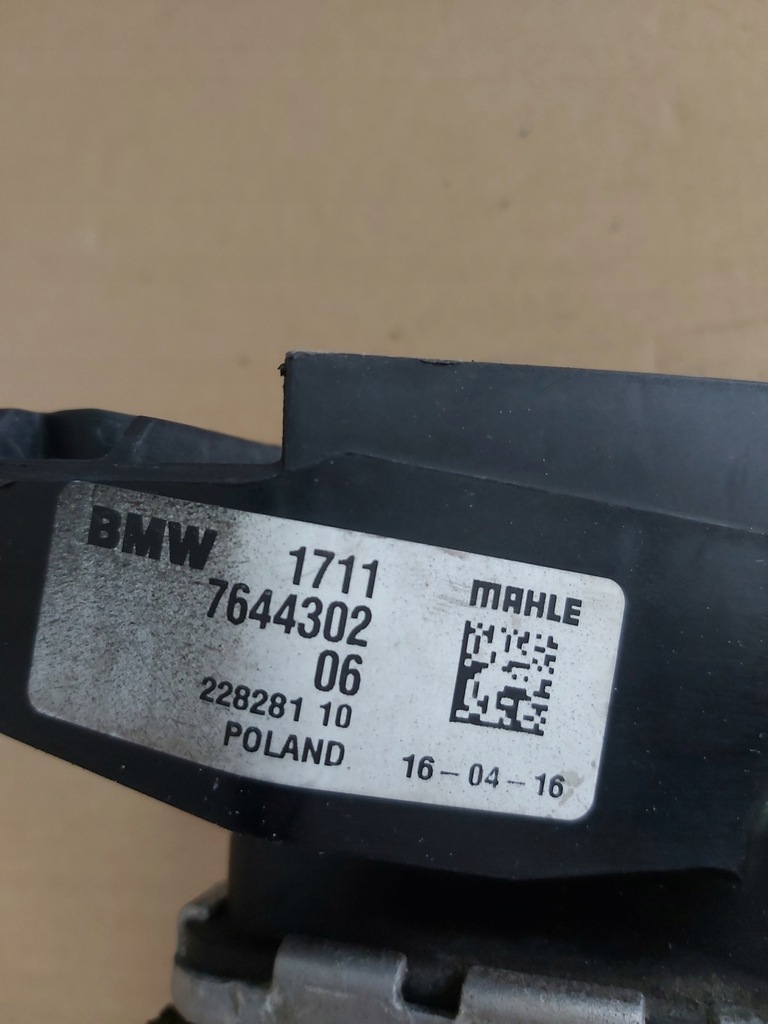 BMW 1711
7644302
06
228281 10
POLAND
MAHLE
16-04-16